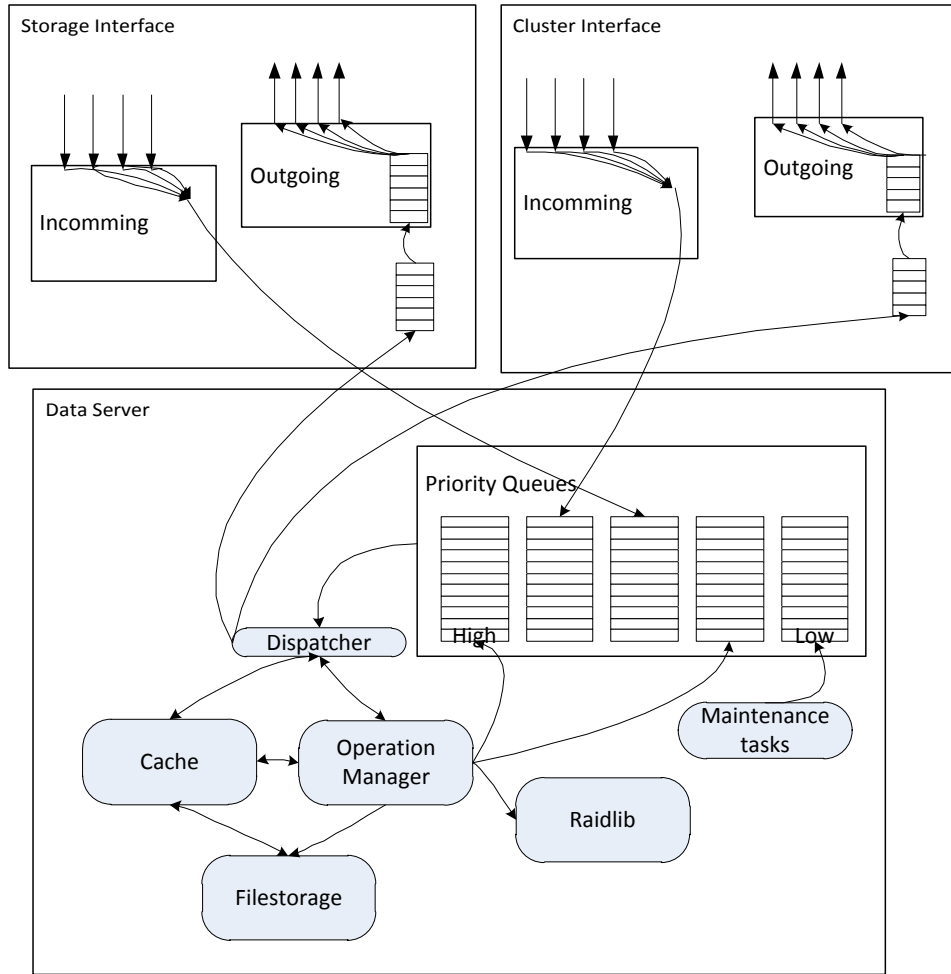 Storage Interface
Cluster Interface
Outgoing
Incomming
Outgoing
Incomming
Data Server
Priority Queues
High
Low
Dispatcher
Maintenance
tasks
Cache
Operation
Manager
Raidlib
Filestorage